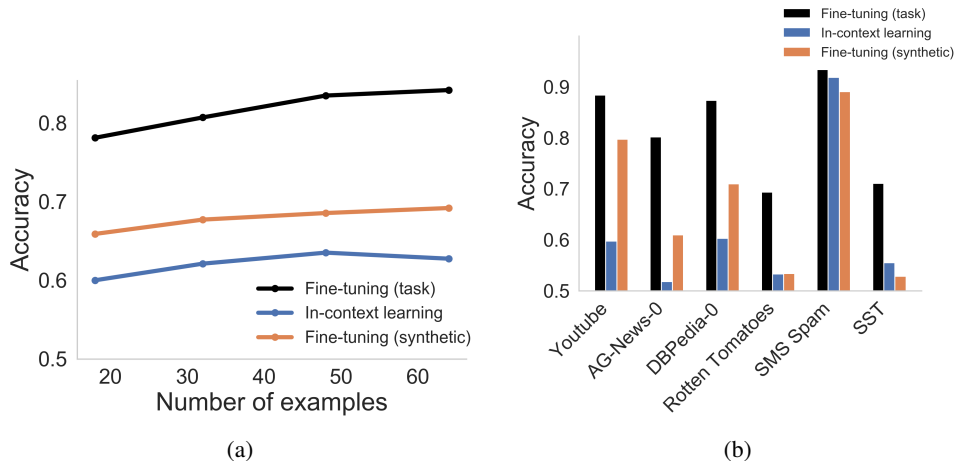 0.8
0.7
0.6
0.5
Accuracy
Fine-tuning (task)
In-context learning
Fine-tuning (synthetic)
20 30 40 50 60
Number of examples
(a)
Fine-tuning (task)
In-context learning
Fine-tuning (synthetic)
0.9
0.8
0.7
0.6
0.5
Accuracy
Youtube
AG-News-0
DBPedia-0
Rotten Tomatoes
SMS Spam
SST
(b)